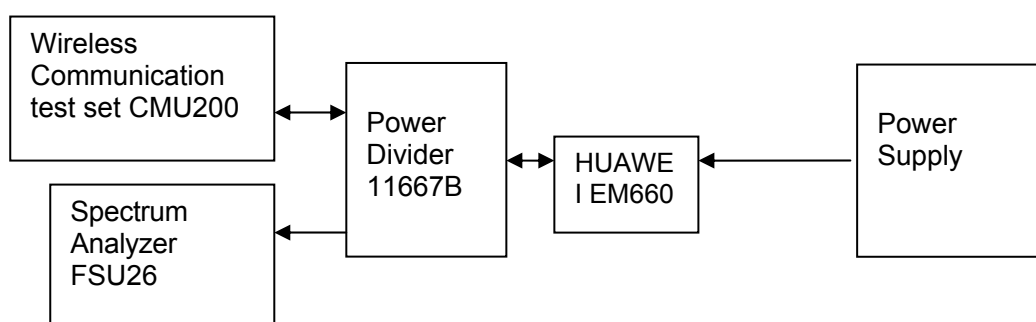 Wireless
Communication
test set CMU200
Power
Divider
11667B
HUAWE
I EM660
Power
Supply
Spectrum
Analyzer
FSU26